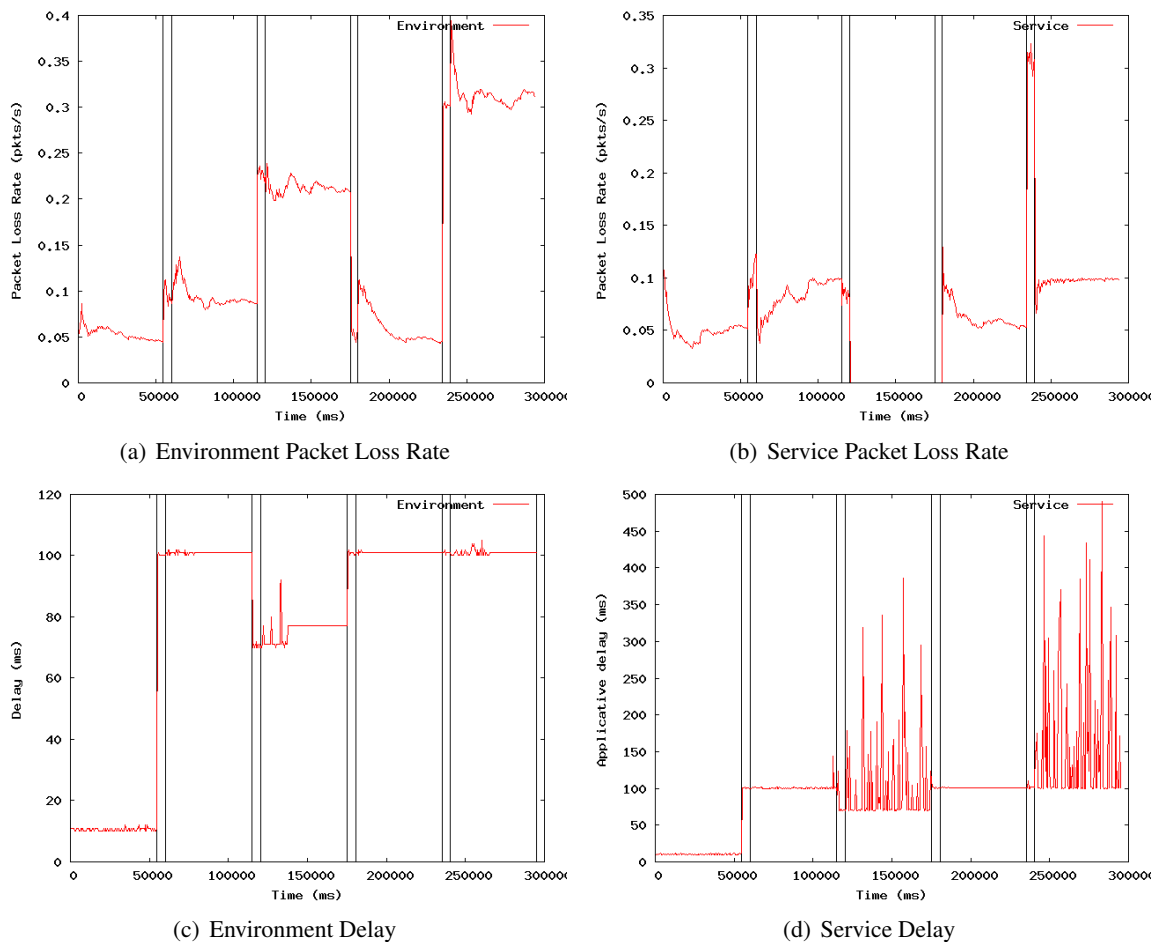 0.4
Environment
0.35
0.3
0.25
0.2
0.15
0.1
0.05
0
Packet Loss Rate (pkts/s)
0 50000 100000 150000 200000 250000 300000
Time (ms)
(a) Environment Packet Loss Rate
0.35
Service
0.3
0.25
0.2
0.15
0.1
0.05
0
Packet Loss Rate (pkts/s)
0 50000 100000 150000 200000 250000 300000
Time (ms)
(b) Service Packet Loss Rate
120
Environment
100
80
60
40
20
0
Delay (ms)
0 50000 100000 150000 200000 250000 300000
Time (ms)
(c) Environment Delay
500
Service
450
400
350
300
250
200
150
100
50
0
Applicative delay (ms)
0 50000 100000 150000 200000 250000 300000
Time (ms)
(d) Service Delay